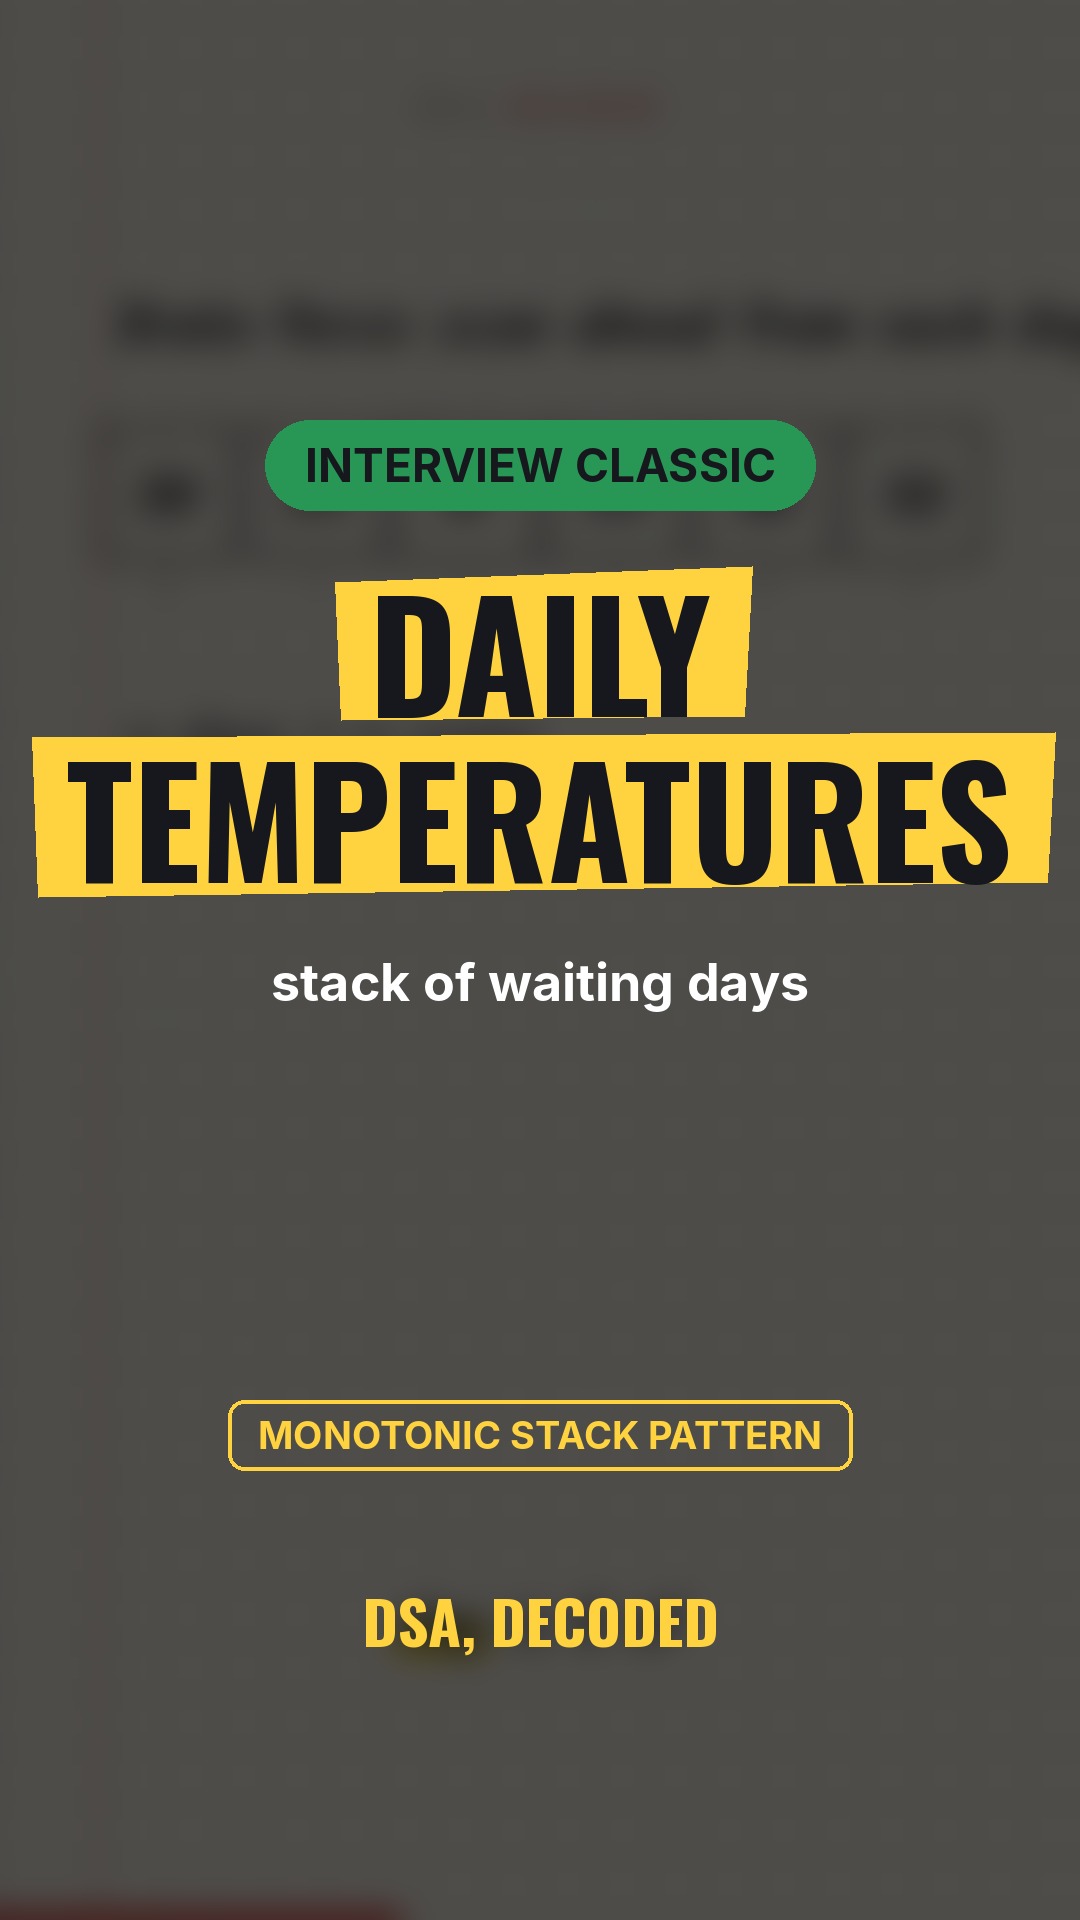 INTERVIEW CLASSIC
DAILY
TEMPERATURES
stack of waiting days
MONOTONIC STACK PATTERN
DSA, DECODED